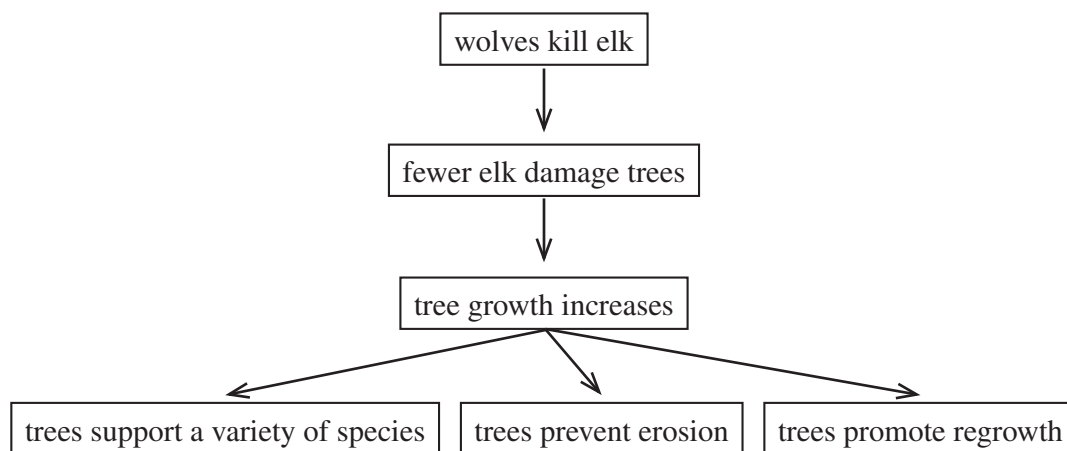 wolves kill elk
fewer elk damage trees
tree growth increases
trees support a variety of species
trees prevent erosion
trees promote regrowth